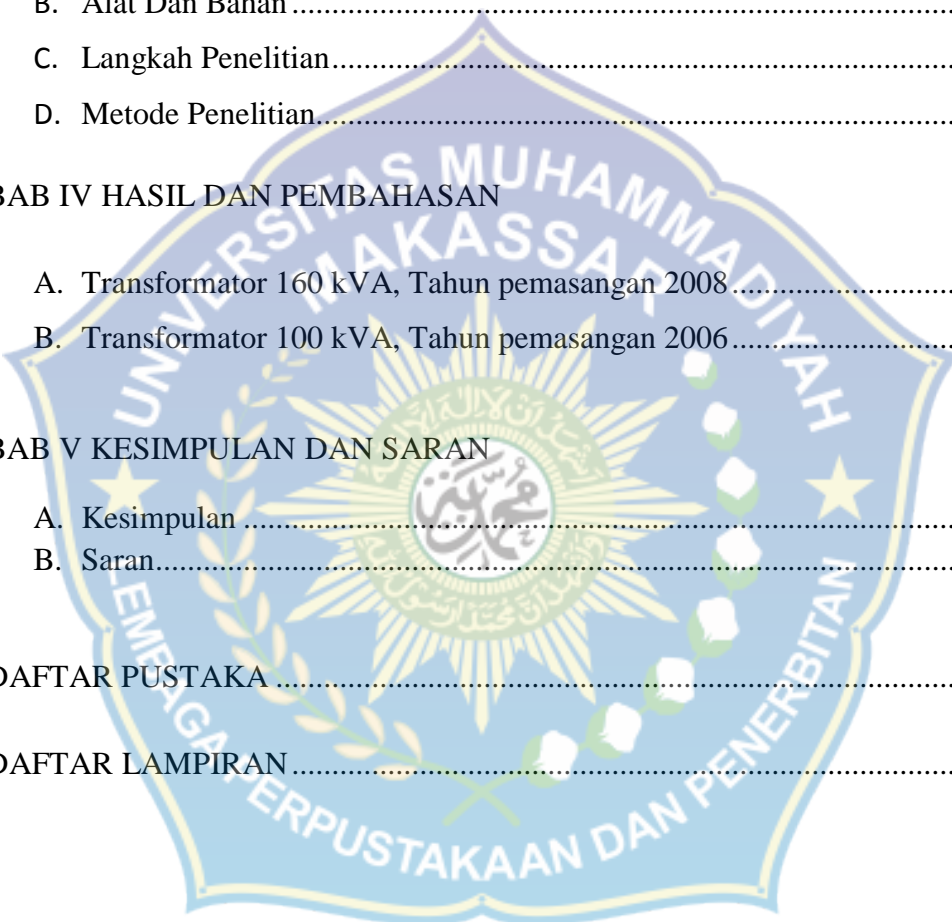 B. Alat Dan Bahan
C. Langkah Penelitian
D. Metode Penelitian
BAB IV HASIL DAN PEMBAHASAN
A. Transformator 160 kVA, Tahun pemasangan 2008
B. Transformator 100 kVA, Tahun pemasangan 2006
BAB V KESIMPULAN DAN SARAN
A. Kesimpulan
B. Saran
DAFTAR PUSTAKA
DAFTAR LAMPIRAN
UNIVERSITAS MUHAMMADIYAH
MAKASSAR
LEMBAGA PERPUSTAKAAN DAN PENERBITAN